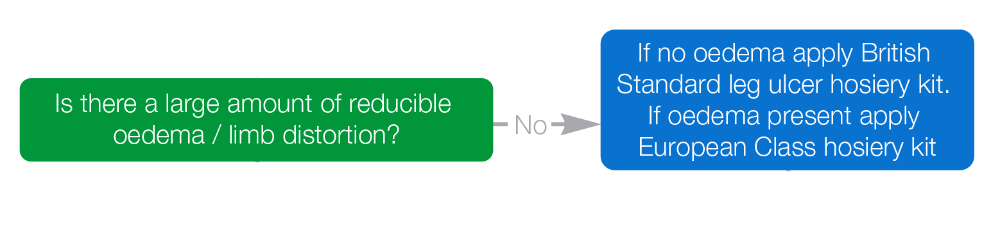 Is there a large amount of reducible
oedema / limb distortion?
No
If no oedema apply British
Standard leg ulcer hosiery kit.
If oedema present apply
European Class hosiery kit